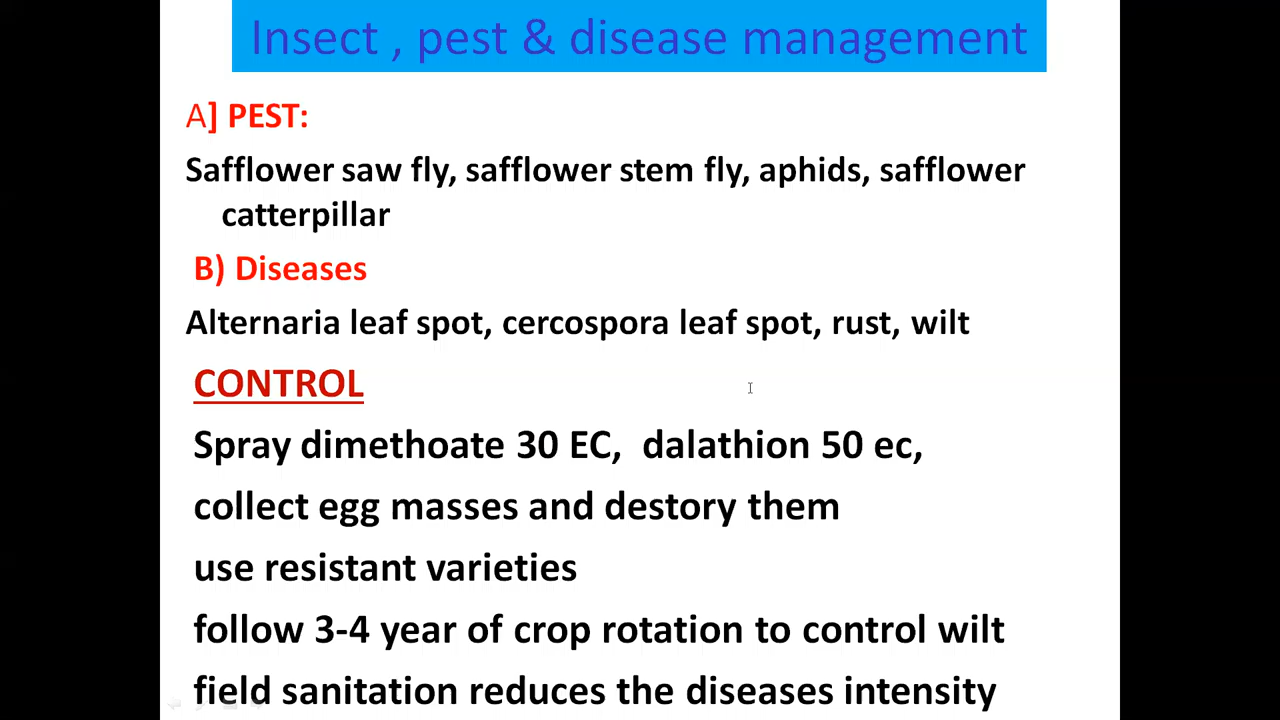 Insect , pest & disease management
A] PEST:
Safflower saw fly, safflower stem fly, aphids, safflower
catterpillar
B) Diseases
Alternaria leaf spot, cercospora leaf spot, rust, wilt
CONTROL
Spray dimethoate 30 EC, dalathion 50 ec,
collect egg masses and destory them
use resistant varieties
follow 3-4 year of crop rotation to control wilt
field sanitation reduces the diseases intensity